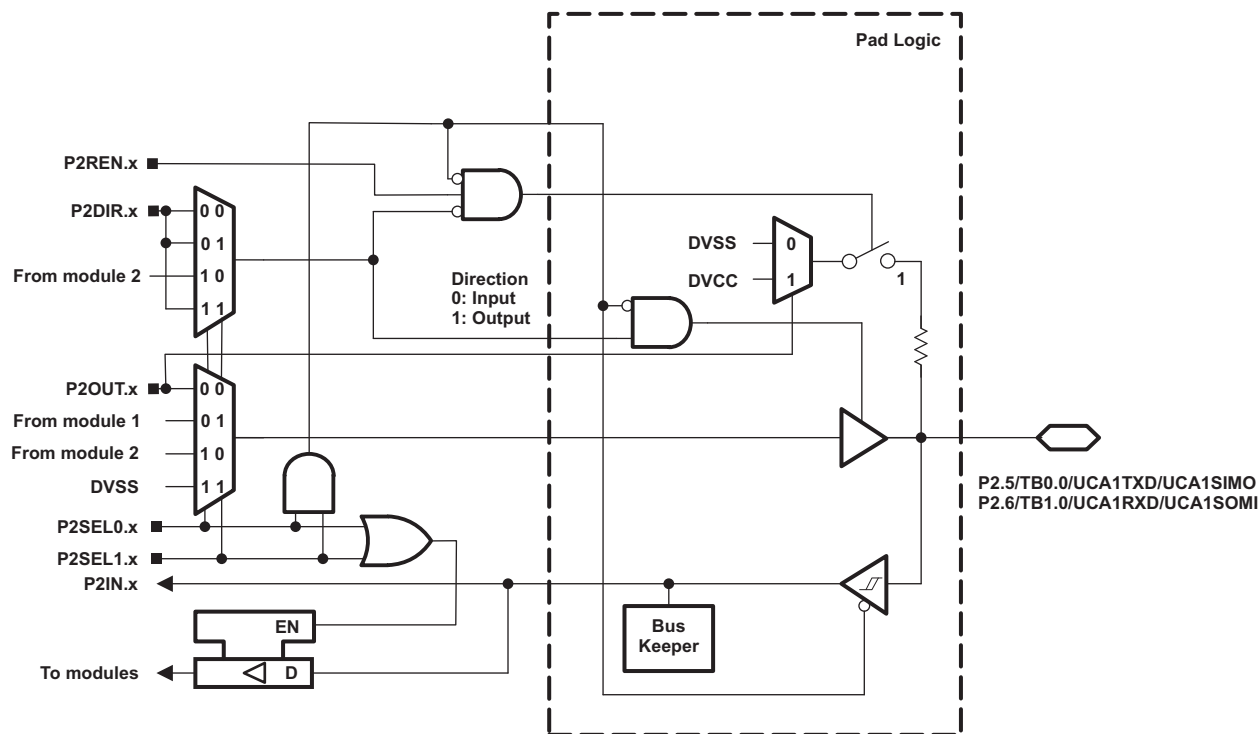 Pad Logic
P2REN.x
P2DIR.x
0 0
0 1
From module 2
1 0
1 1
Direction
0: Input
1: Output
DVSS
0
DVCC
1
1
P2OUT.x
0 0
From module 1
0 1
From module 2
1 0
DVSS
1 1
P2.5/TB0.0/UCA1TXD/UCA1SIMO
P2.6/TB1.0/UCA1RXD/UCA1SOMI
P2SEL0.x
P2SEL1.x
P2IN.x
EN
Bus
Keeper
To modules
D